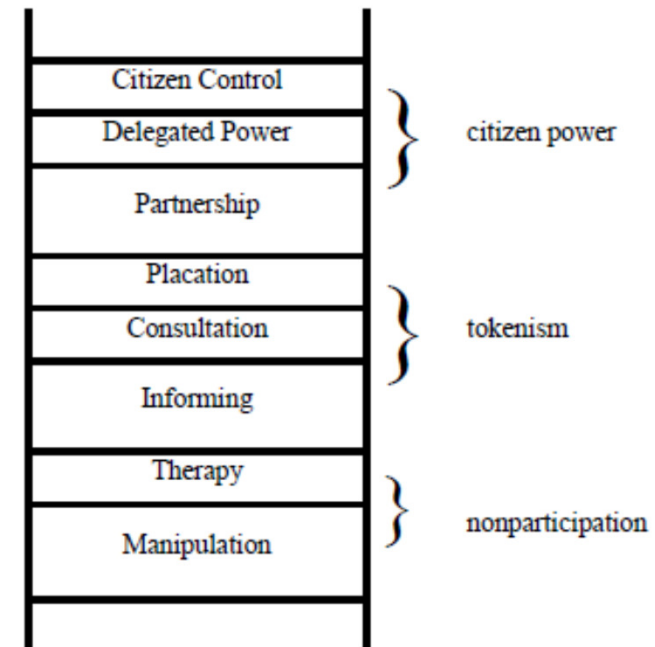 Citizen Control
Delegated Power
citizen power
Partnership
Placation
Consultation
tokenism
Informing
Therapy
nonparticipation
Manipulation